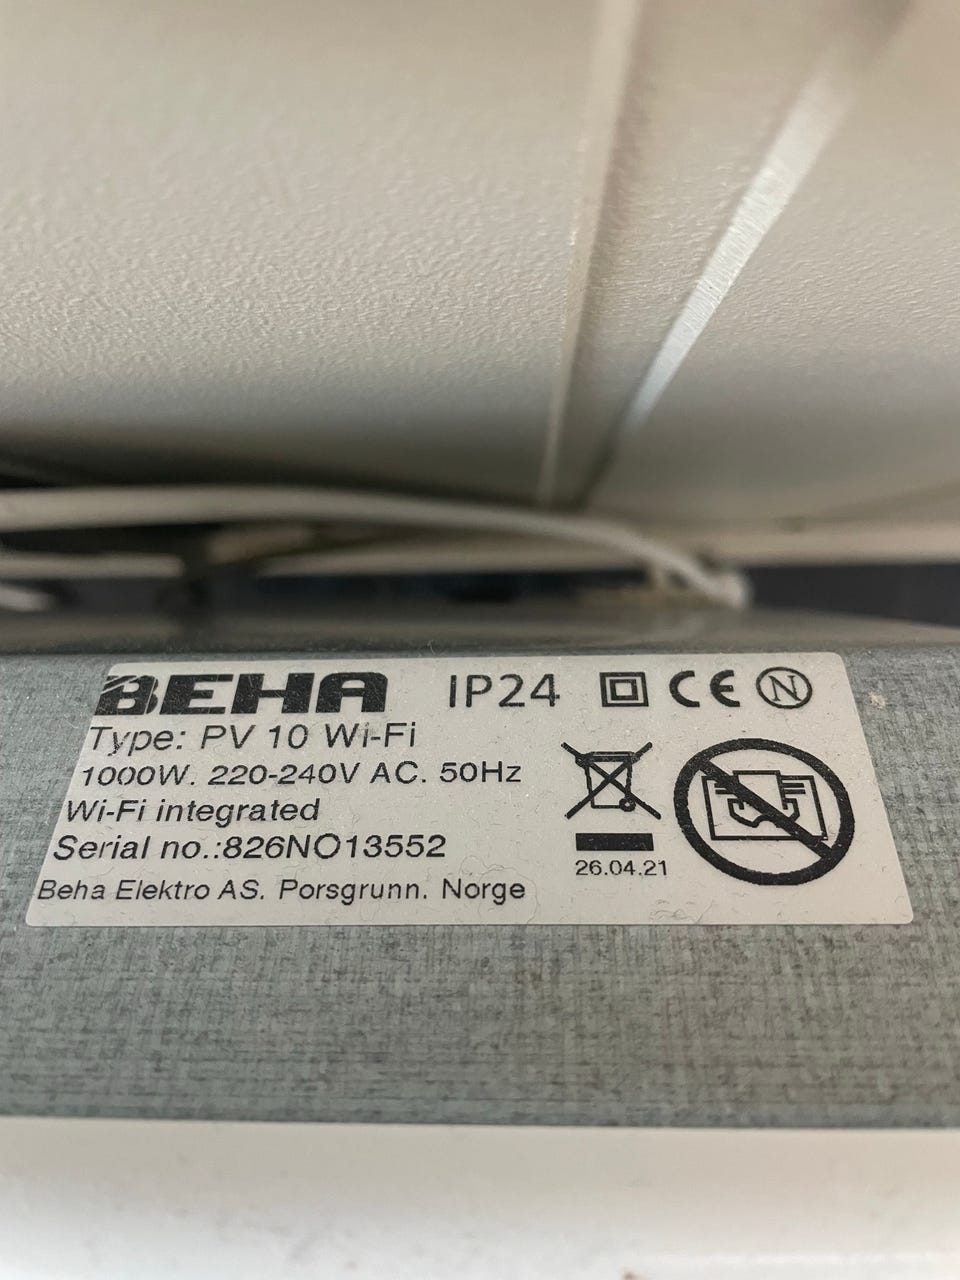 BEHA IP24 CE N
Type: PV 10 Wi-Fi
1000W. 220-240V AC. 50Hz
Wi-Fi integrated
Serial no.:826NO13552
26.04.21
Beha Elektro AS. Porsgrunn. Norge